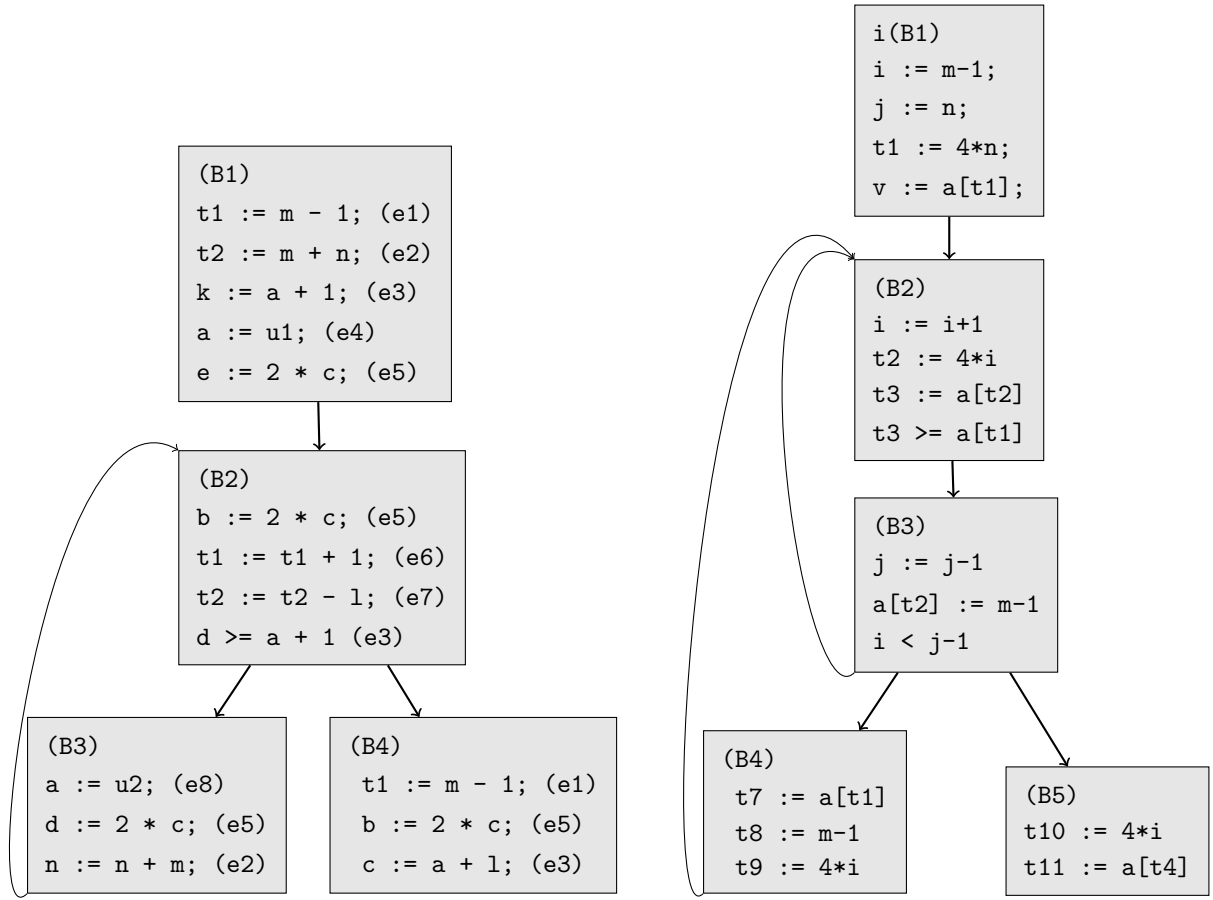 (B1)
t1 := m - 1; (e1)
t2 := m + n; (e2)
k := a + 1; (e3)
a := u1; (e4)
e := 2 * c; (e5)
(B2)
b := 2 * c; (e5)
t1 := t1 + 1; (e6)
t2 := t2 - l; (e7)
d >= a + 1 (e3)
(B3)
a := u2; (e8)
d := 2 * c; (e5)
n := n + m; (e2)
(B4)
t1 := m - 1; (e1)
b := 2 * c; (e5)
c := a + l; (e3)
i(B1)
i := m-1;
j := n;
t1 := 4*n;
v := a[t1];
(B2)
i := i+1
t2 := 4*i
t3 := a[t2]
t3 >= a[t1]
(B3)
j := j-1
a[t2] := m-1
i < j-1
(B4)
t7 := a[t1]
t8 := m-1
t9 := 4*i
(B5)
t10 := 4*i
t11 := a[t4]